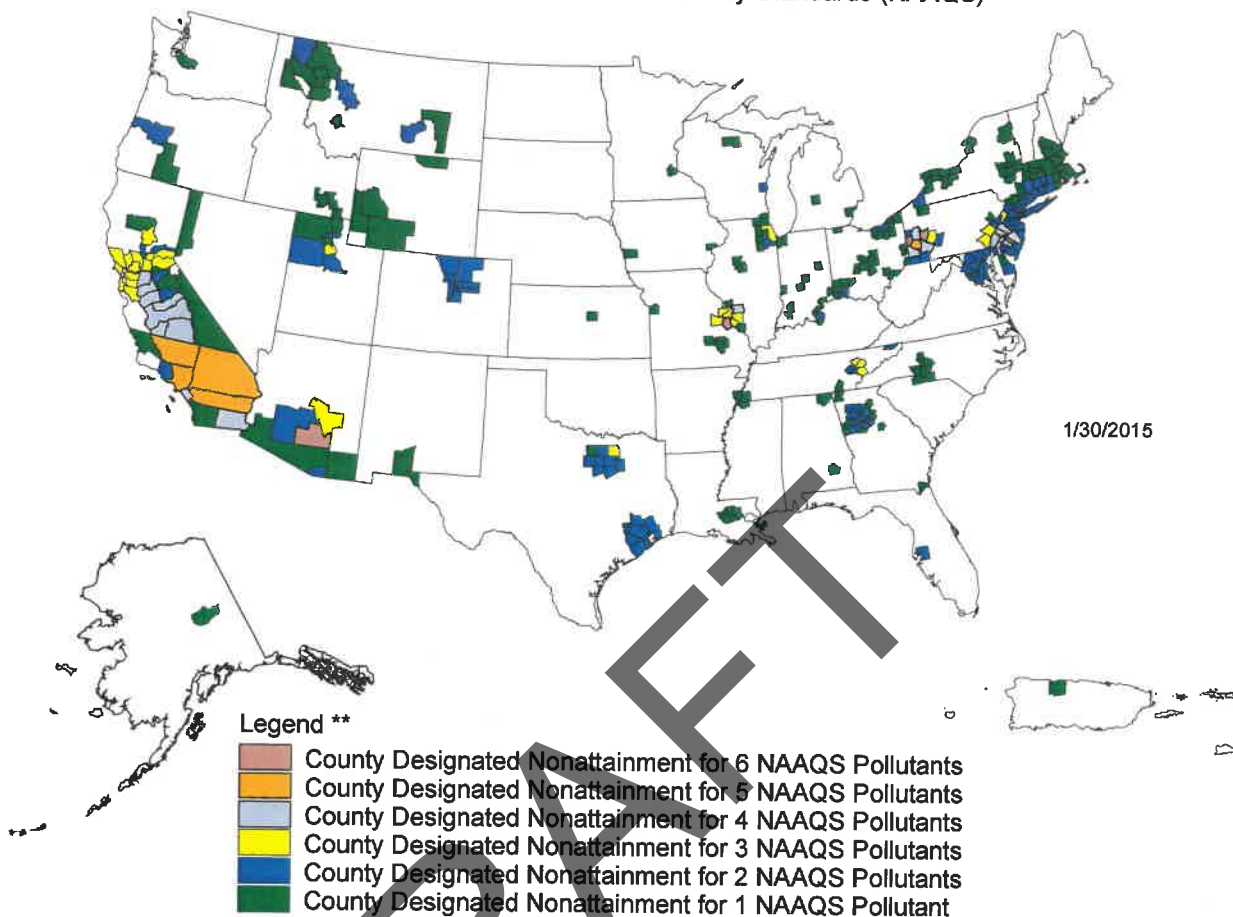 1/30/2015
Legend **
County Designated Nonattainment for 6 NAAQS Pollutants
County Designated Nonattainment for 5 NAAQS Pollutants
County Designated Nonattainment for 4 NAAQS Pollutants
County Designated Nonattainment for 3 NAAQS Pollutants
County Designated Nonattainment for 2 NAAQS Pollutants
County Designated Nonattainment for 1 NAAQS Pollutant
DRAFT